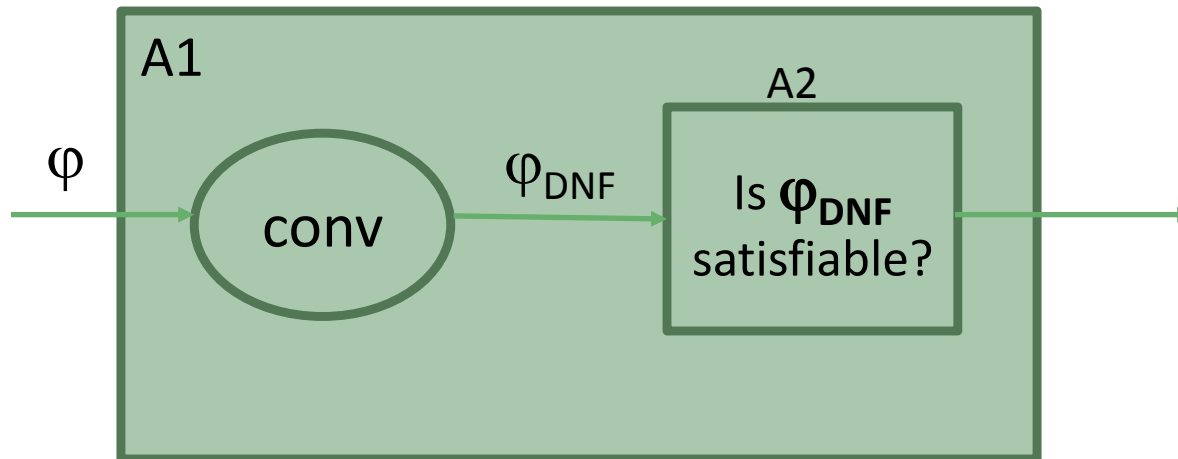 A1
A2
φ
conv
φDNF
Is φDNF
satisfiable?